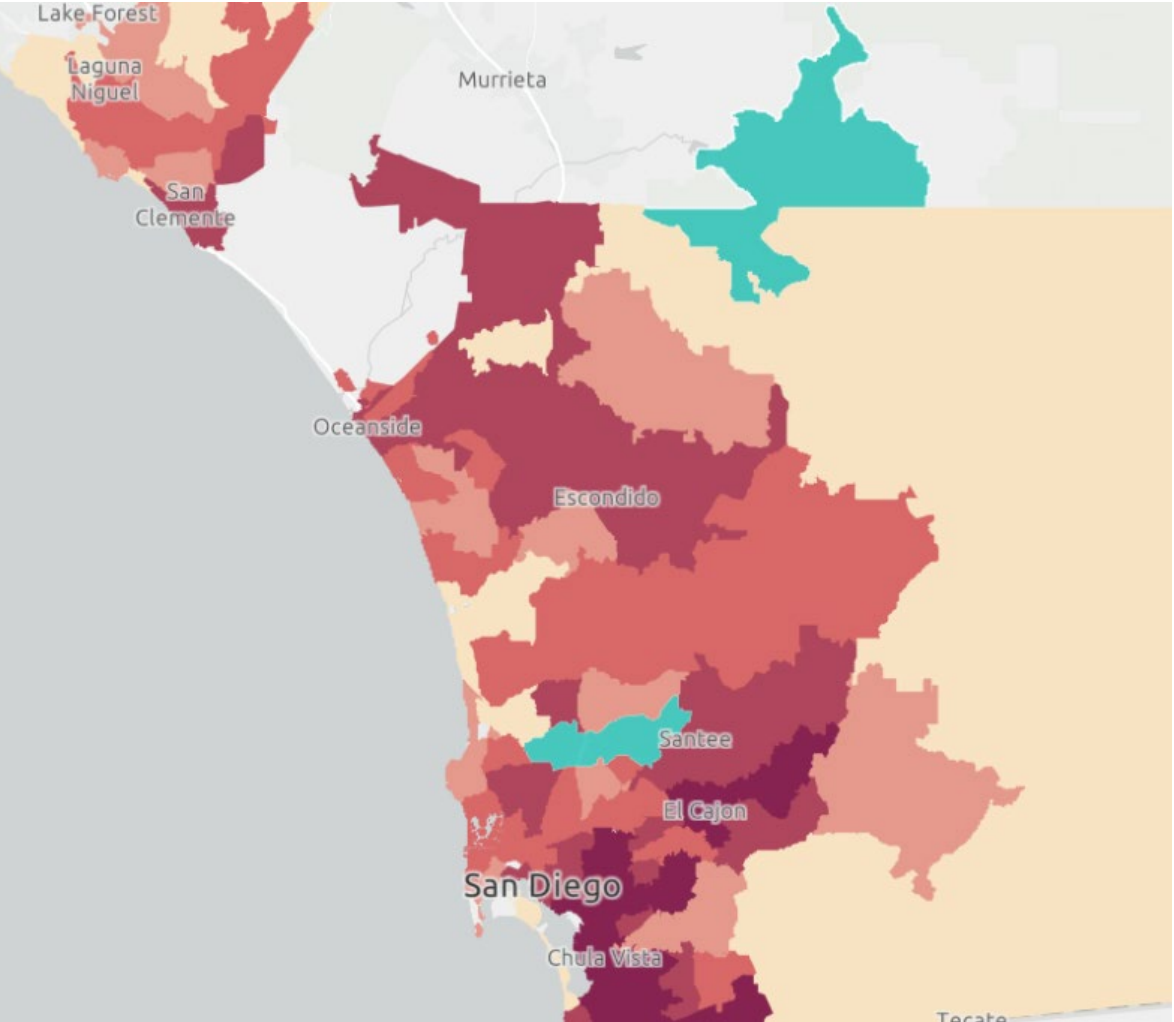 Lake Forest
Laguna
Niguel
Murrieta
San
Clemente
Oceanside
Escondido
Santee
El Cajon
San Diego
Chula Vista
Tecate